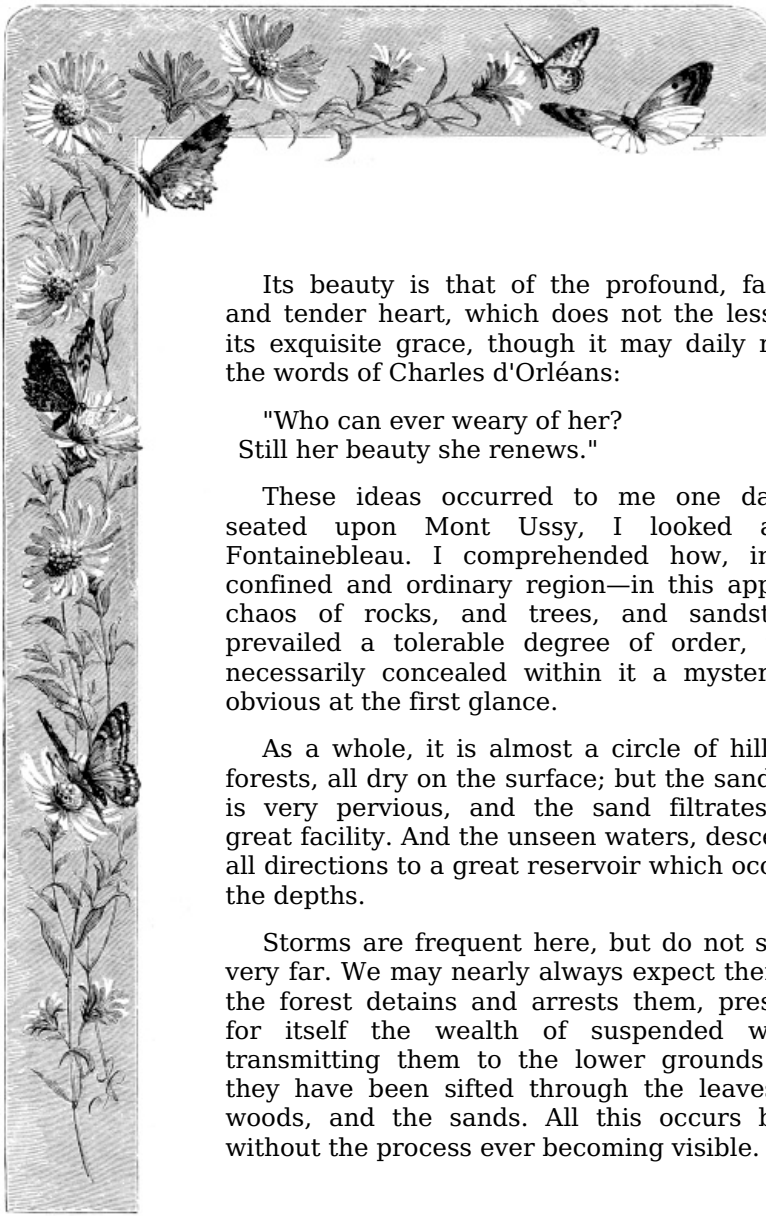 Its beauty is that of the profound, fa
and tender heart, which does not the less
its exquisite grace, though it may daily r
the words of Charles d'Orléans:
"Who can ever weary of her?
Still her beauty she renews."
These ideas occurred to me one da
seated upon Mont Ussy, I looked a
Fontainebleau. I comprehended how, in
confined and ordinary region—in this app
chaos of rocks, and trees, and sandst
prevailed a tolerable degree of order,
necessarily concealed within it a myster
obvious at the first glance.
As a whole, it is almost a circle of hill
forests, all dry on the surface; but the sand
is very pervious, and the sand filtrates
great facility. And the unseen waters, desce
all directions to a great reservoir which occ
the depths.
Storms are frequent here, but do not s
very far. We may nearly always expect the
the forest detains and arrests them, pres
for itself the wealth of suspended w
transmitting them to the lower grounds
they have been sifted through the leaves
woods, and the sands. All this occurs b
without the process ever becoming visible.